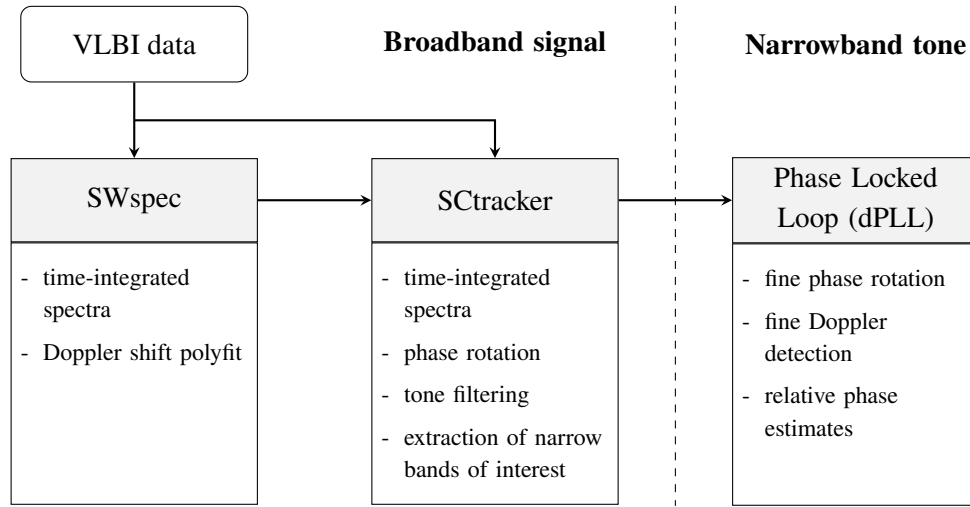 VLBI data
Broadband signal
Narrowband tone
SWspec
- time-integrated
spectra
- Doppler shift polyfit
SCtracker
- time-integrated
spectra
- phase rotation
- tone filtering
- extraction of narrow
bands of interest
Phase Locked
Loop (dPLL)
- fine phase rotation
- fine Doppler
detection
- relative phase
estimates